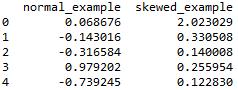 normal_example skewed_example
0 0.068676 2.023029
1 -0.143016 0.330508
2 -0.316584 0.140008
3 0.979202 0.255954
4 -0.739245 0.122830